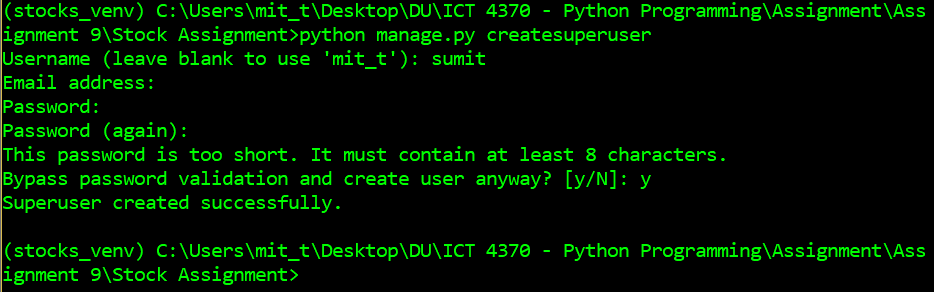 (stocks_venv) C:\Users\mit_t\Desktop\DU\ICT 4370 - Python Programming\Assignment\Ass
ignment 9\Stock Assignment>python manage.py createsuperuser
Username (leave blank to use 'mit_t'): sumit
Email address:
Password:
Password (again):
This password is too short. It must contain at least 8 characters.
Bypass password validation and create user anyway? [y/N]: y
Superuser created successfully.
(stocks_venv) C:\Users\mit_t\Desktop\DU\ICT 4370 - Python Programming\Assignment\Ass
ignment 9\Stock Assignment>